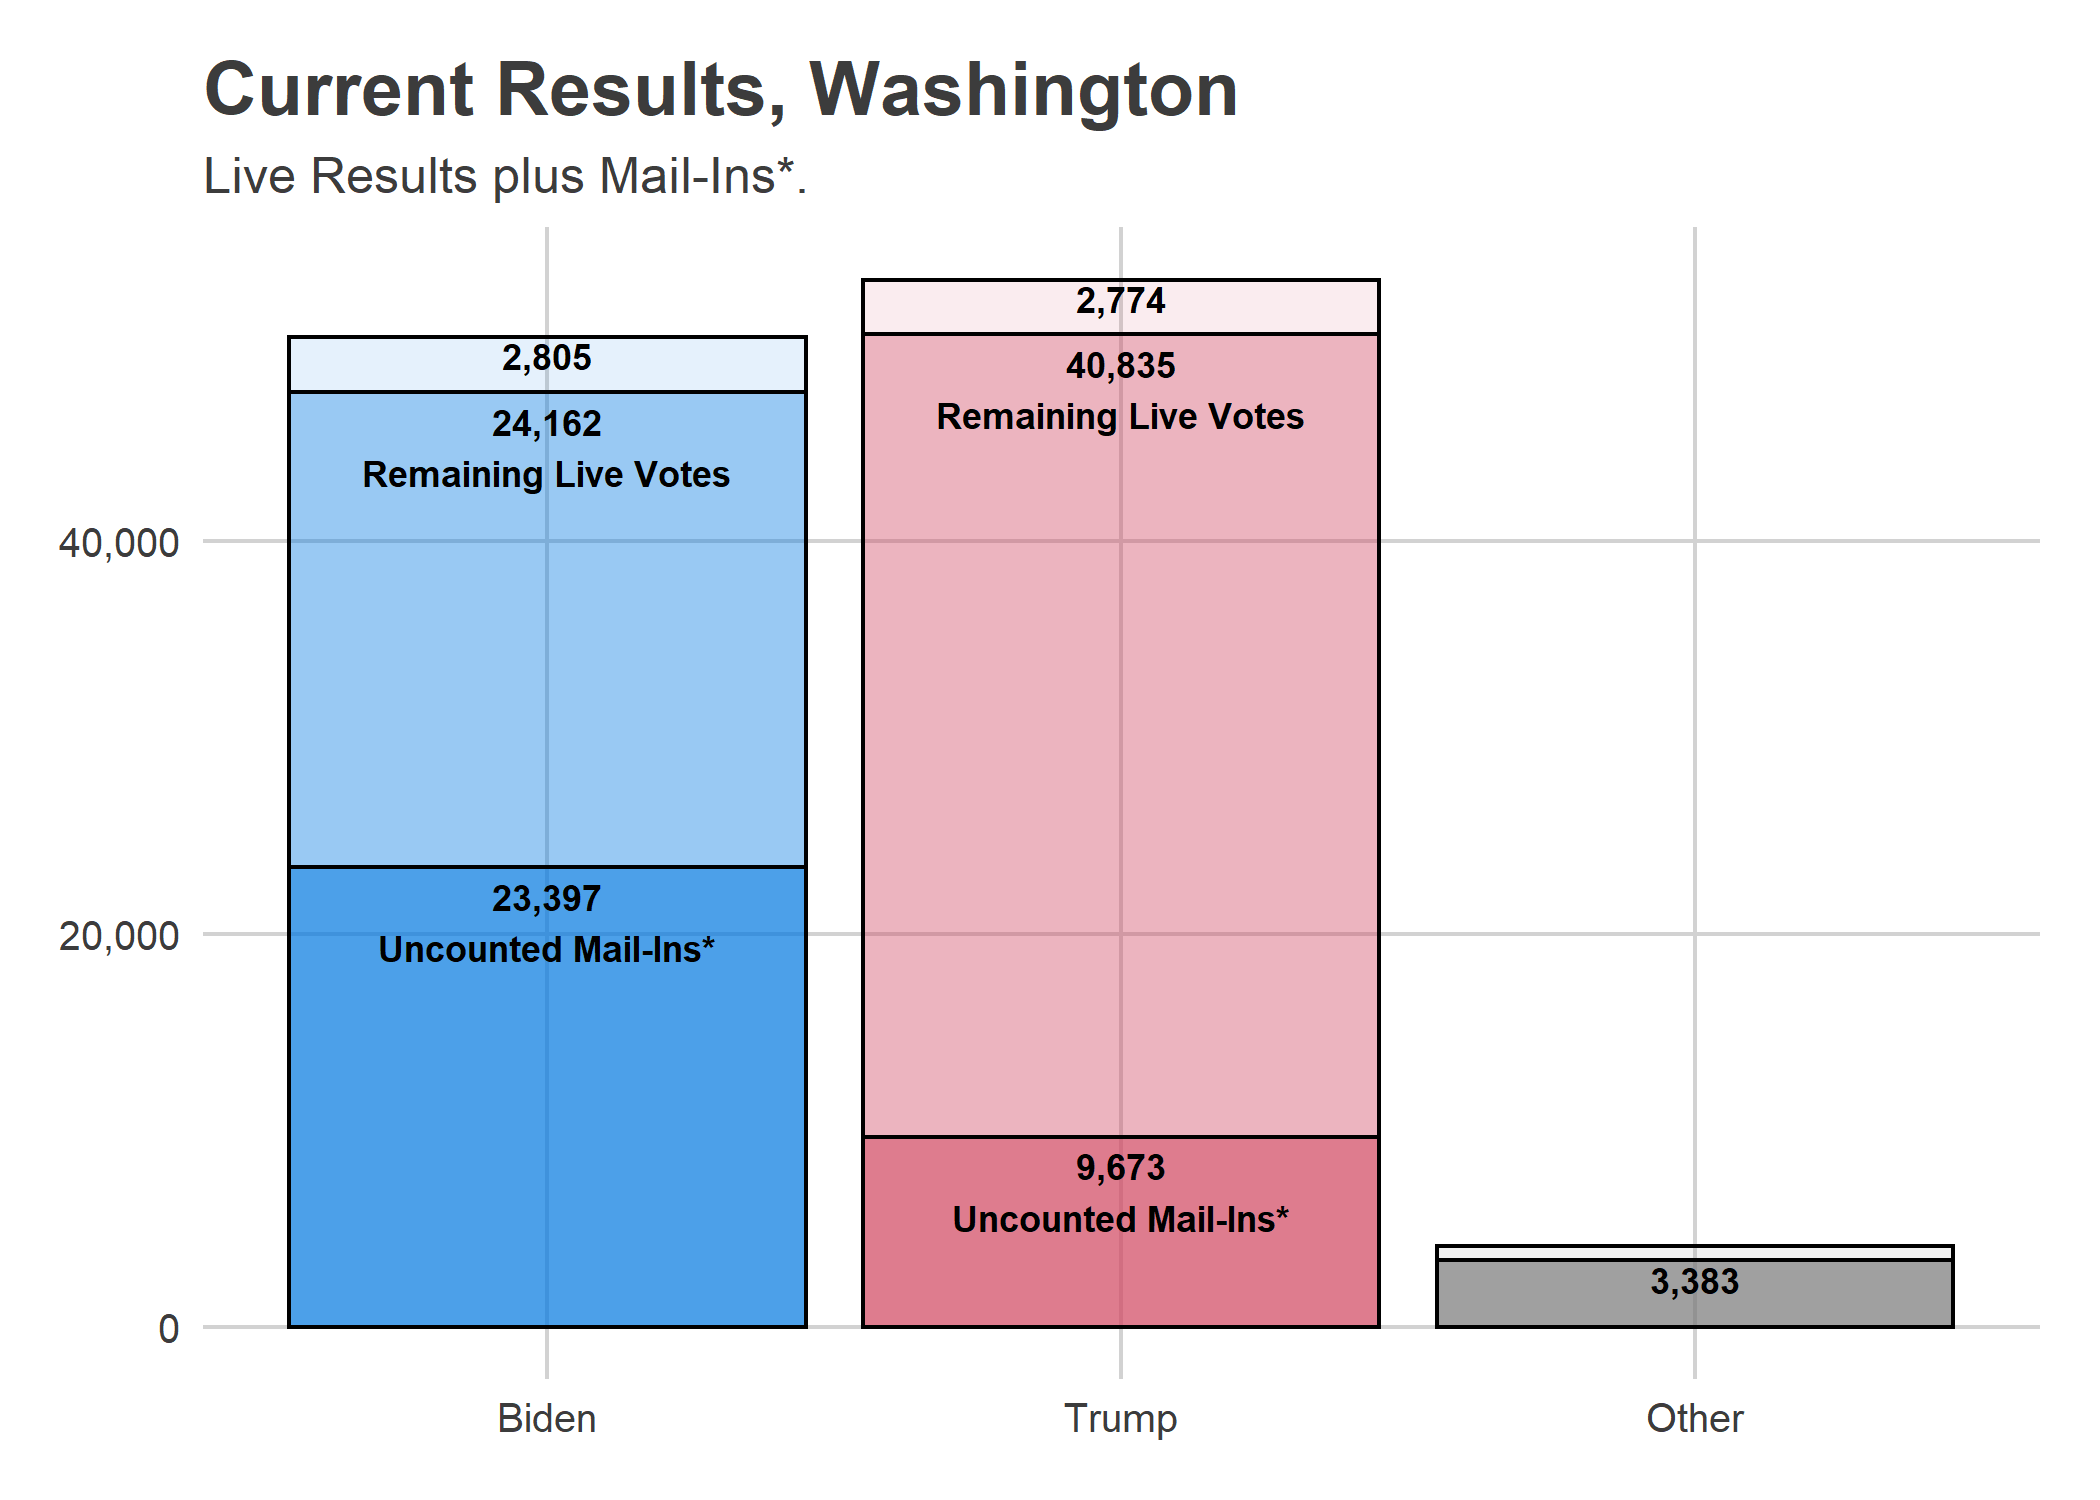 Current Results, Washington
Live Results plus Mail-Ins*.
2,805
24,162
Remaining Live Votes
23,397
Uncounted Mail-Ins*
2,774
40,835
Remaining Live Votes
9,673
Uncounted Mail-Ins*
3,383
40,000
20,000
0
Biden
Trump
Other